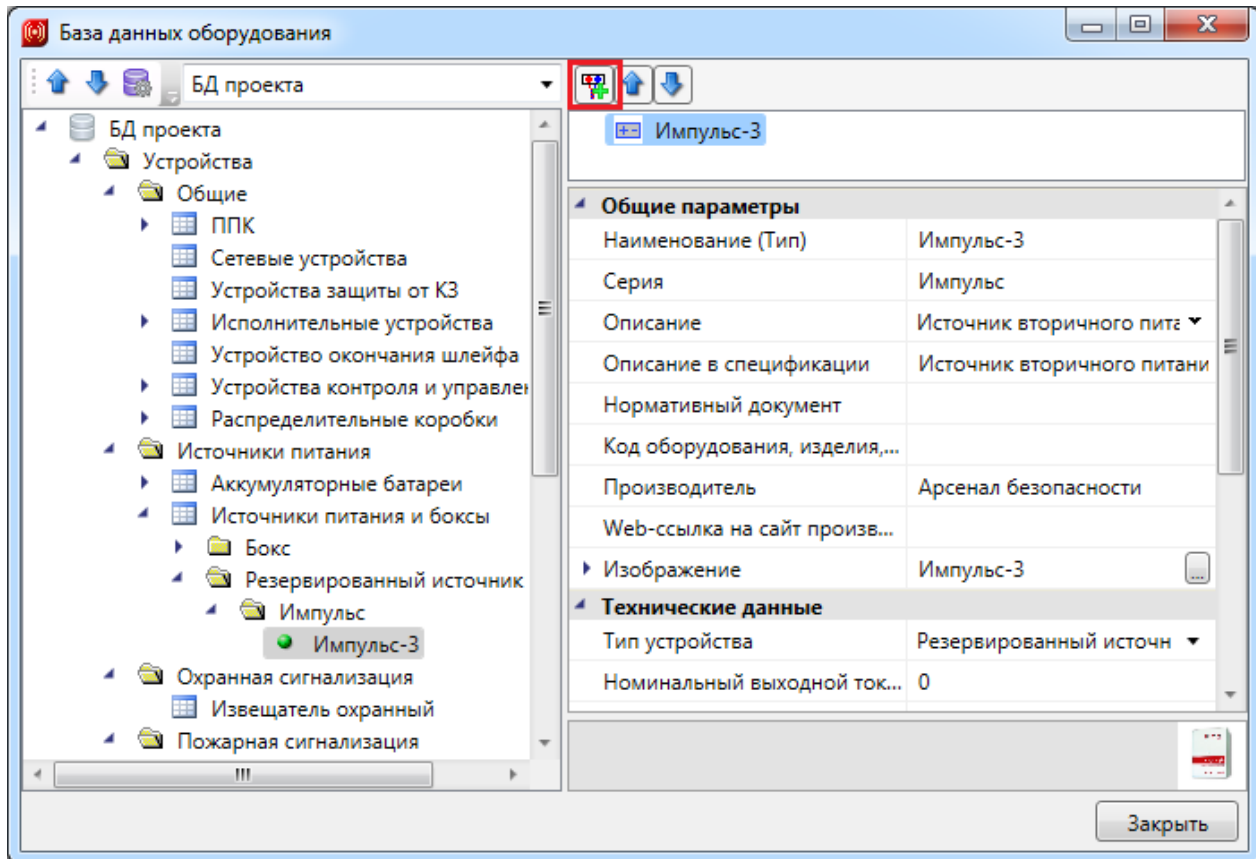 База данных оборудования
БД проекта
БД проекта
Устройства
Общие
ППК
Сетевые устройства
Устройства защиты от КЗ
Исполнительные устройства
Устройство окончания шлейфа
Устройства контроля и управлен
Распределительные коробки
Источники питания
Аккумуляторные батареи
Источники питания и боксы
Бокс
Резервированный источник
Импульс
Импульс-3
Охранная сигнализация
Извещатель охранный
Пожарная сигнализация
Импульс-3
Общие параметры
Наименование (Тип) Импульс-3
Серия Импульс
Описание Источник вторичного пита
Описание в спецификации Источник вторичного питани
Нормативный документ
Код оборудования, изделия,...
Производитель Арсенал безопасности
Web-ссылка на сайт произв...
Изображение Импульс-3 ...
Технические данные
Тип устройства Резервированный источн
Номинальный выходной ток... 0
Закрыть